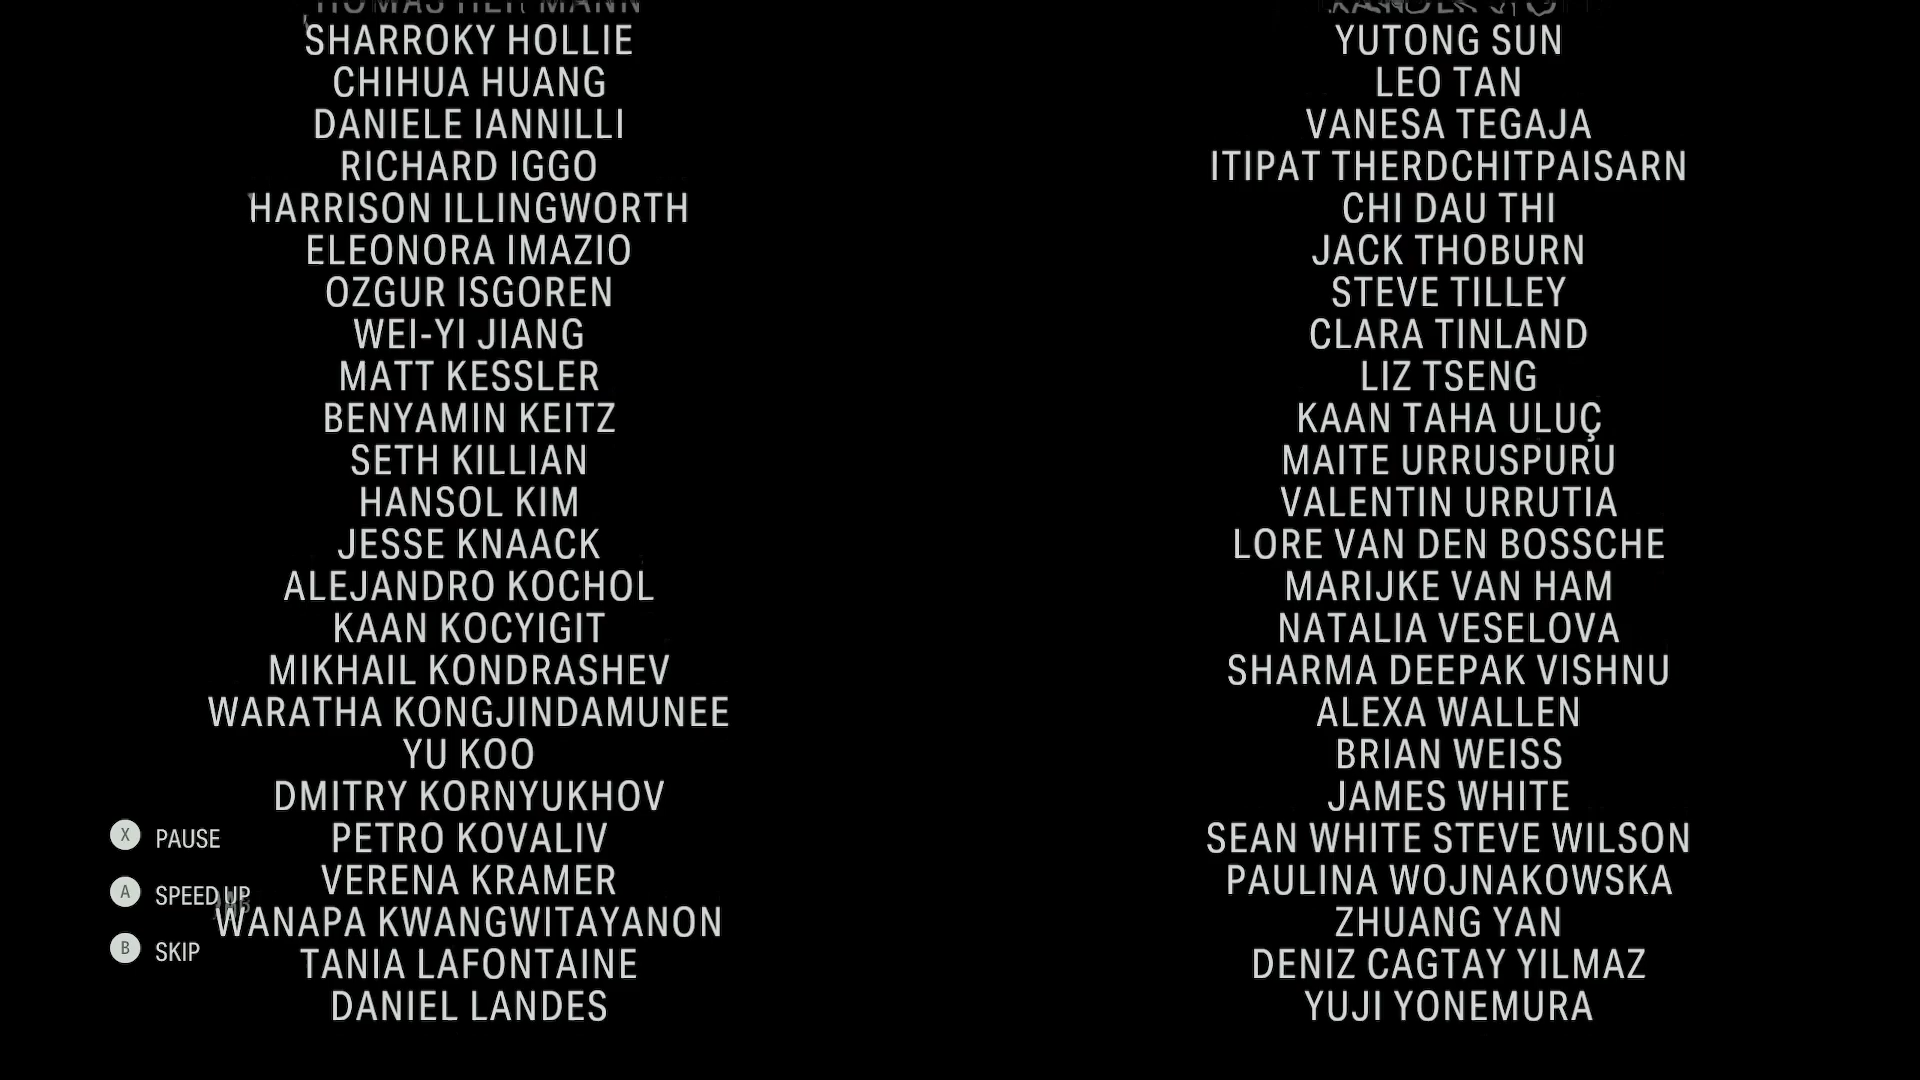 SHARROKY HOLLIE
CHIHUA HUANG
DANIELE IANNILLI
RICHARD IGGO
HARRISON ILLINGWORTH
ELEONORA IMAZIO
OZGUR ISGOREN
WEI-YI JIANG
MATT KESSLER
BENYAMIN KEITZ
SETH KILLIAN
HANSOL KIM
JESSE KNAACK
ALEJANDRO KOCHOL
KAAN KOCYIGIT
MIKHAIL KONDRASHEV
WARATHA KONGJINDAMUNEE
YU KOO
DMITRY KORNYUKHOV
PETRO KOVALIV
VERENA KRAMER
WANAPA KWANGWITAYANON
TANIA LAFONTAINE
DANIEL LANDES
YUTONG SUN
LEO TAN
VANESA TEGAJA
ITIPAT THERDCHITPAISARN
CHI DAU THI
JACK THOBURN
STEVE TILLEY
CLARA TINLAND
LIZ TSENG
KAAN TAHA ULUÇ
MAITE URRUSPURU
VALENTIN URRUTIA
LORE VAN DEN BOSSCHE
MARIJKE VAN HAM
NATALIA VESELOVA
SHARMA DEEPAK VISHNU
ALEXA WALLEN
BRIAN WEISS
JAMES WHITE
SEAN WHITE STEVE WILSON
PAULINA WOJNAKOWSKA
ZHUANG YAN
DENIZ CAGTAY YILMAZ
YUJI YONEMURA
X PAUSE
A SPEED UP
B SKIP